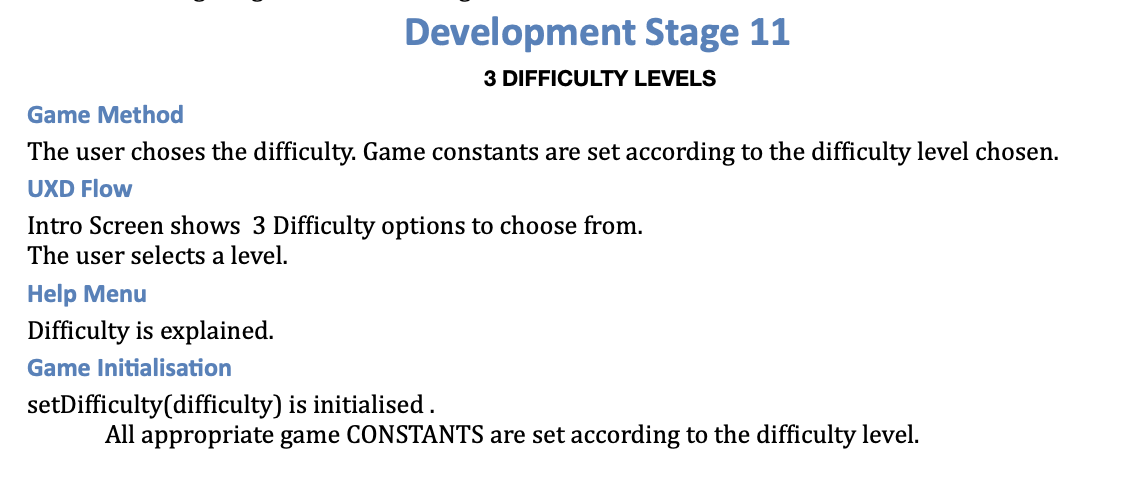 Development Stage 11
3 DIFFICULTY LEVELS
Game Method
The user choses the difficulty. Game constants are set according to the difficulty level chosen.
UXD Flow
Intro Screen shows  3 Difficulty options to choose from.
The user selects a level.
Help Menu
Difficulty is explained.
Game Initialisation
setDifficulty(difficulty) is initialised .
All appropriate game CONSTANTS are set according to the difficulty level.